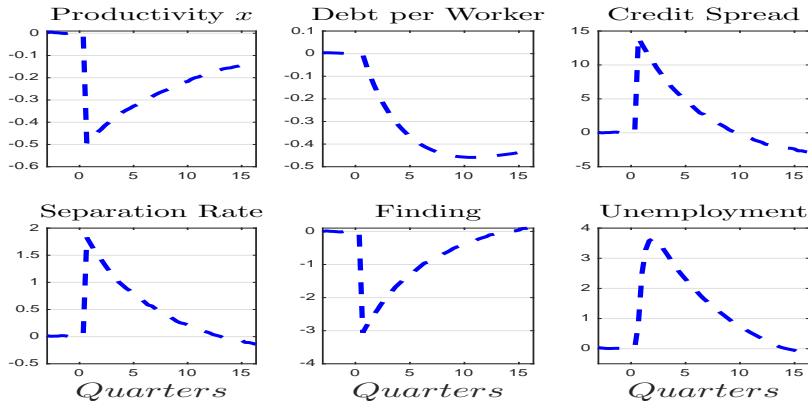 Productivity x
Debt per Worker
Credit Spread
0
-0.1
-0.2
-0.3
-0.4
-0.5
-0.6
0 5 10 15
0.1
0
-0.1
-0.2
-0.3
-0.4
-0.5
0 5 10 15
15
10
5
0
-5
0 5 10 15
Separation Rate
Finding
Unemployment
2
1.5
1
0.5
0
-0.5
0 5 10 15
Quarters
0
-1
-2
-3
-4
0 5 10 15
4
3
2
1
0
0 5 10 15
Quarters